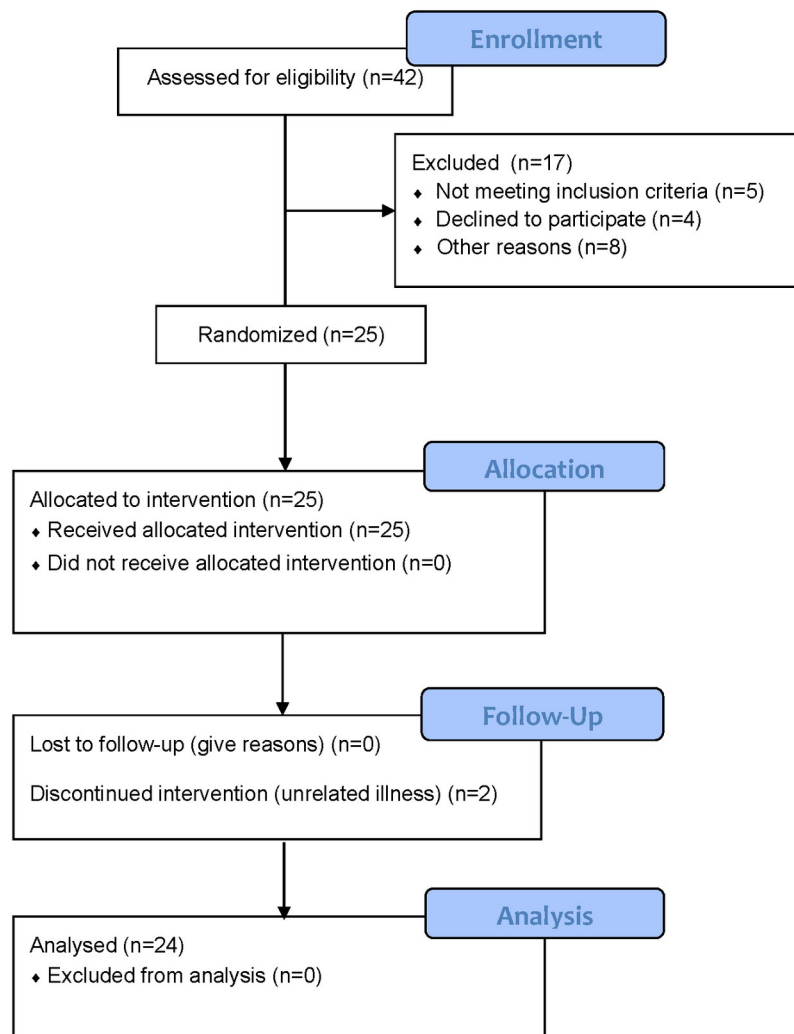 Enrollment
Assessed for eligibility (n=42)
Excluded (n=17)
♦ Not meeting inclusion criteria (n=5)
♦ Declined to participate (n=4)
♦ Other reasons (n=8)
Randomized (n=25)
Allocation
Allocated to intervention (n=25)
♦ Received allocated intervention (n=25)
♦ Did not receive allocated intervention (n=0)
Follow-Up
Lost to follow-up (give reasons) (n=0)
Discontinued intervention (unrelated illness) (n=2)
Analysis
Analysed (n=24)
♦ Excluded from analysis (n=0)